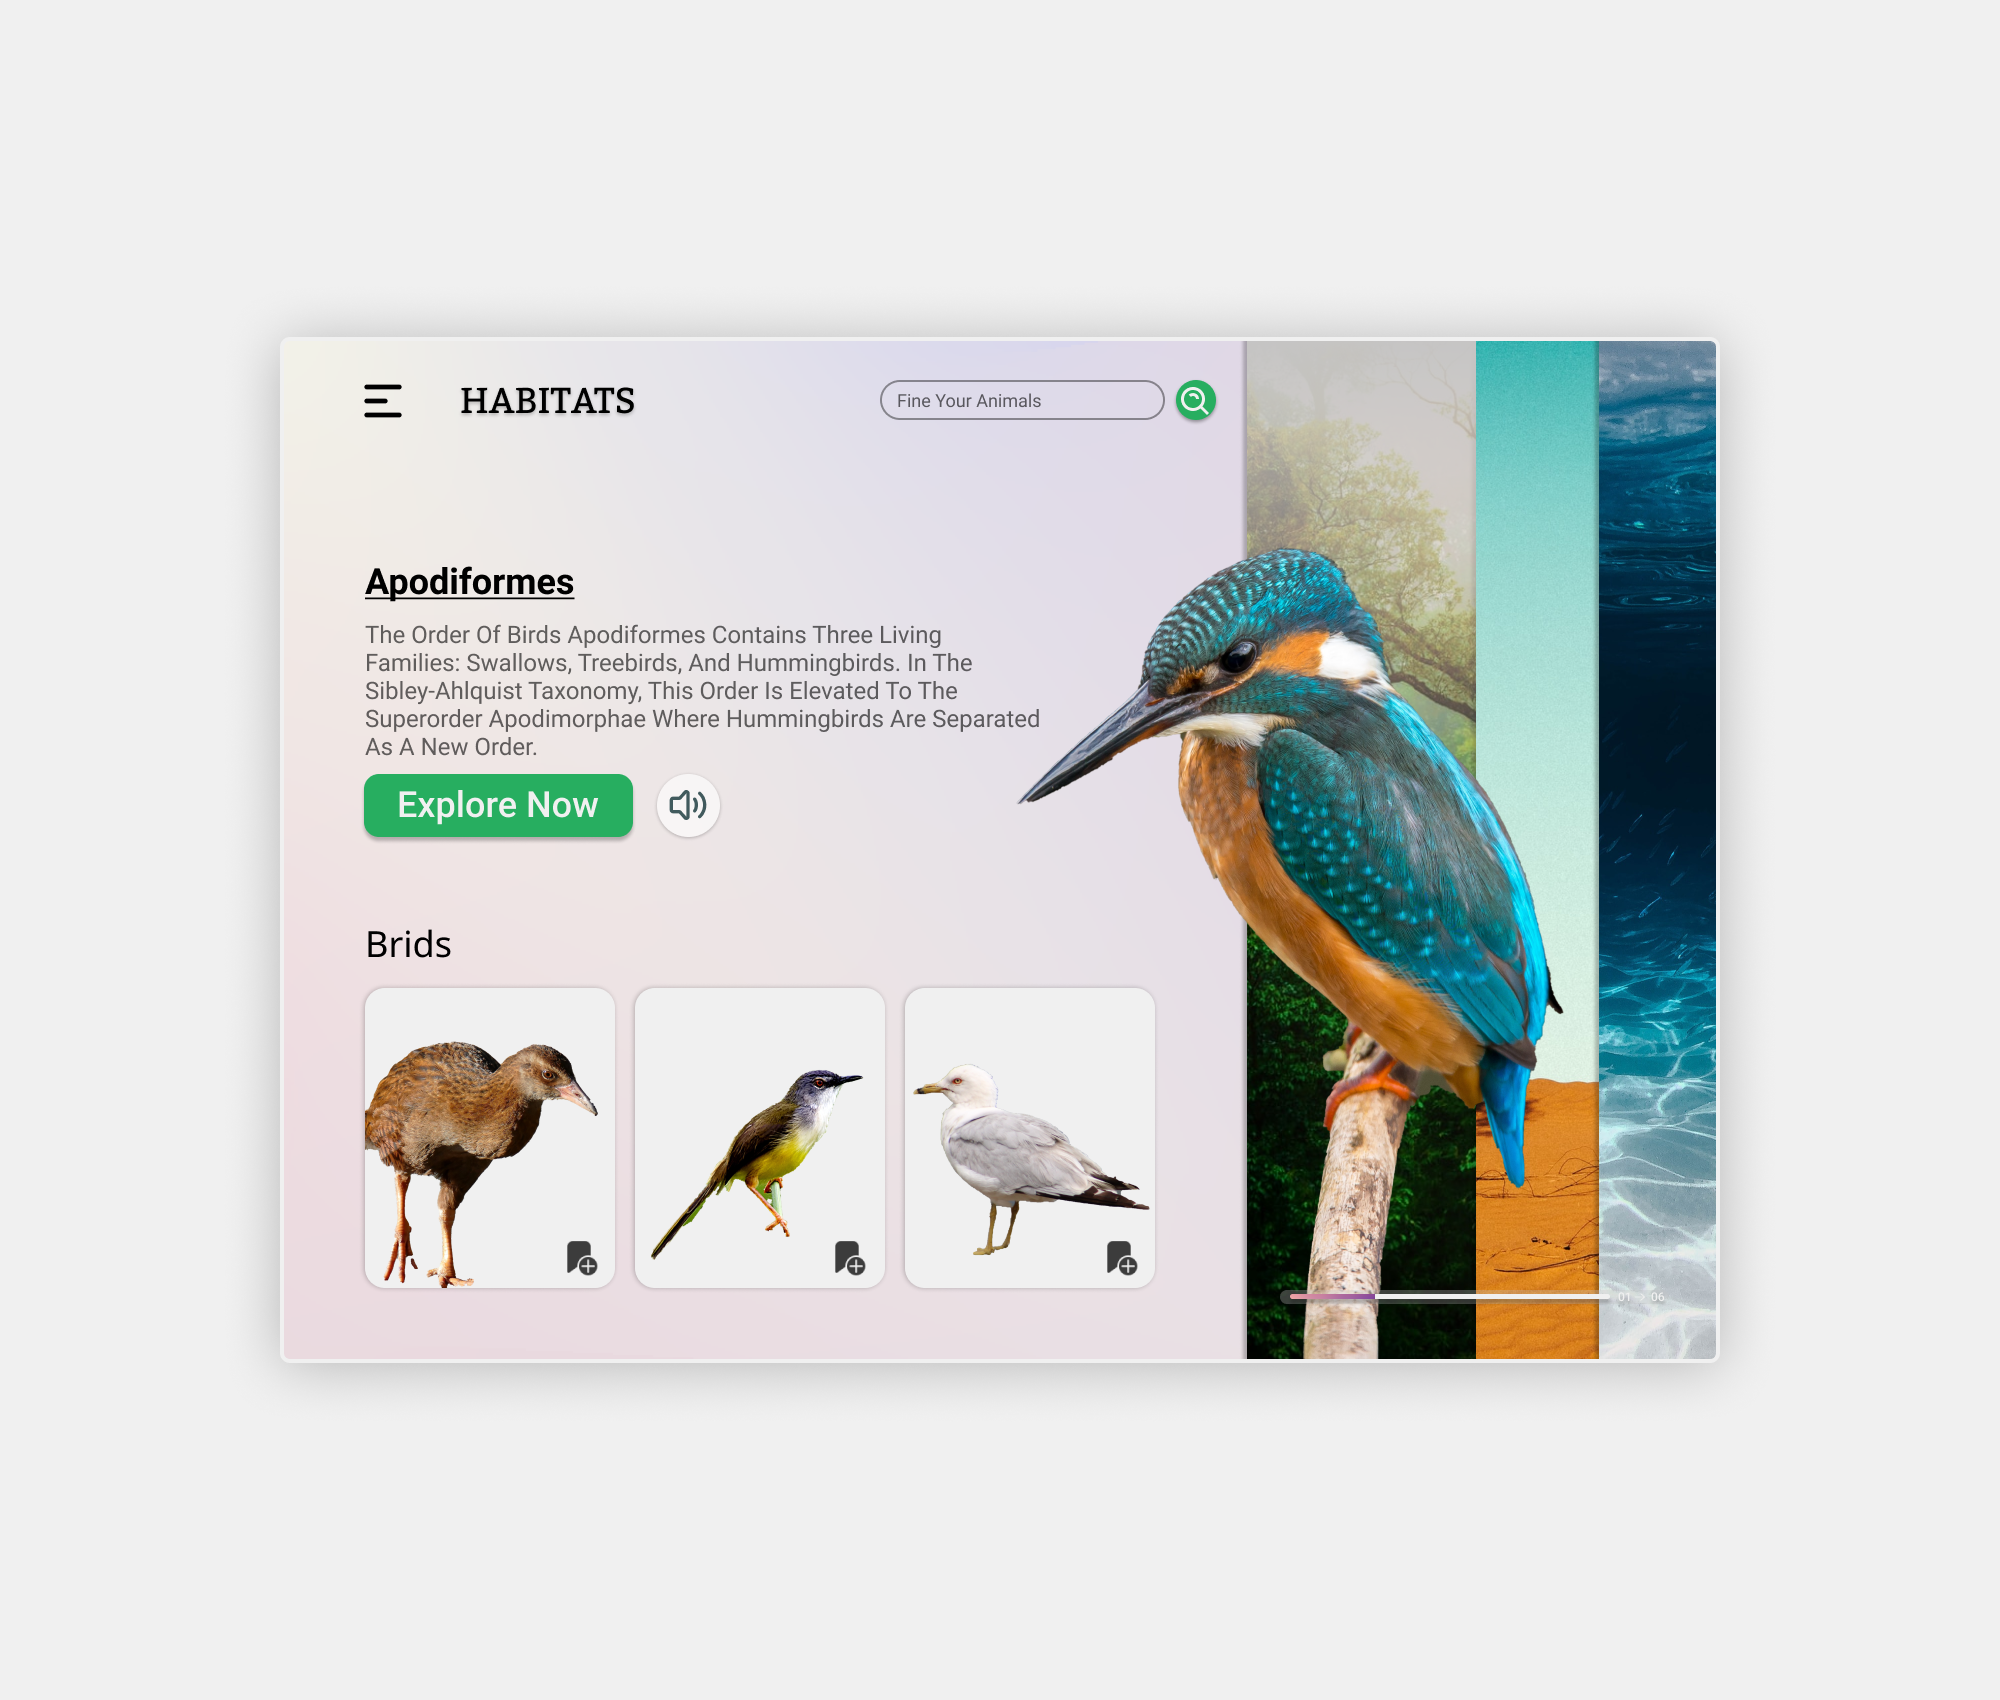 HABITATS
Fine Your Animals
Apodiformes
The Order Of Birds Apodiformes Contains Three Living
Families: Swallows, Treebirds, And Hummingbirds. In The
Sibley-Ahlquist Taxonomy, This Order Is Elevated To The
Superorder Apodimorphae Where Hummingbirds Are Separated
As A New Order.
Explore Now
Brids
01 > 06